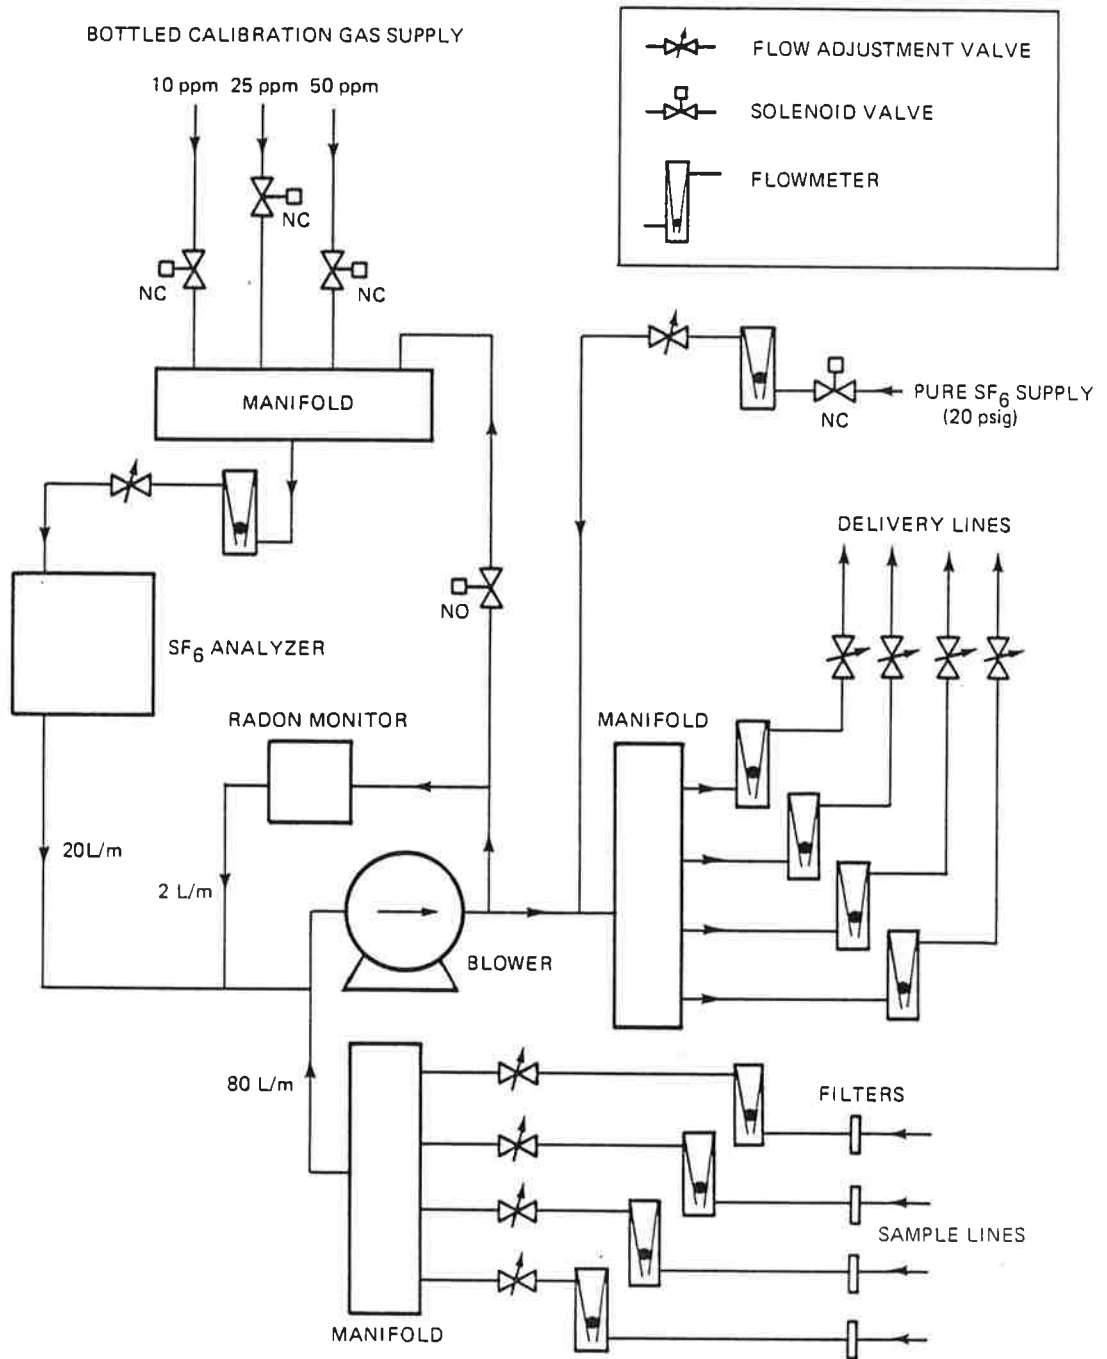 BOTTLED CALIBRATION GAS SUPPLY
10 ppm 25 ppm 50 ppm
FLOW ADJUSTMENT VALVE
SOLENOID VALVE
FLOWMETER
NC
NC
NC
MANIFOLD
PURE SF6 SUPPLY
(20 psig)
NC
DELIVERY LINES
NO
SF6 ANALYZER
RADON MONITOR
MANIFOLD
20L/m
2 L/m
BLOWER
80 L/m
FILTERS
SAMPLE LINES
MANIFOLD